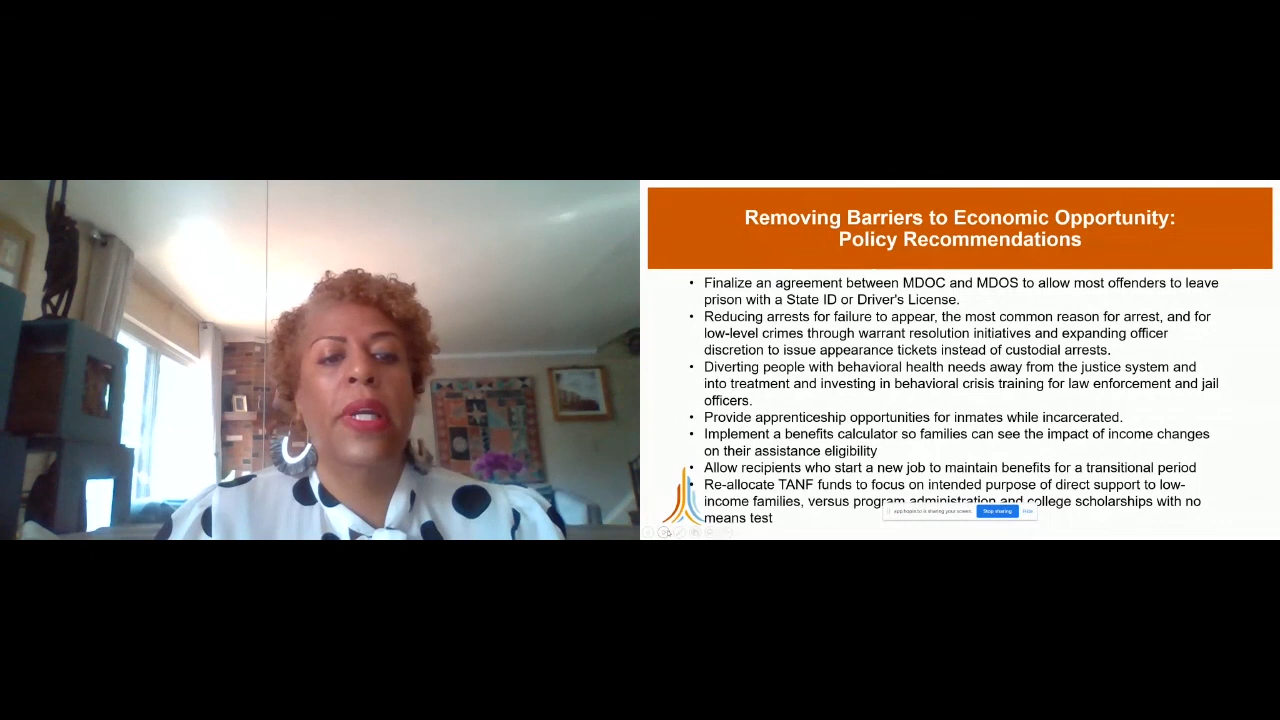 Removing Barriers to Economic Opportunity:
Policy Recommendations
• Finalize an agreement between MDOC and MDOS to allow most offenders to leave
prison with a State ID or Driver's License.
• Reducing arrests for failure to appear, the most common reason for arrest, and for
low-level crimes through warrant resolution initiatives and expanding officer
discretion to issue appearance tickets instead of custodial arrests.
• Diverting people with behavioral health needs away from the justice system and
into treatment and investing in behavioral crisis training for law enforcement and jail
officers.
• Provide apprenticeship opportunities for inmates while incarcerated.
• Implement a benefits calculator so families can see the impact of income changes
on their assistance eligibility
• Allow recipients who start a new job to maintain benefits for a transitional period
• Re-allocate TANF funds to focus on intended purpose of direct support to low-
income families, versus program administration and college scholarships with no
means test
is sharing your screen. Stop sharing Hide